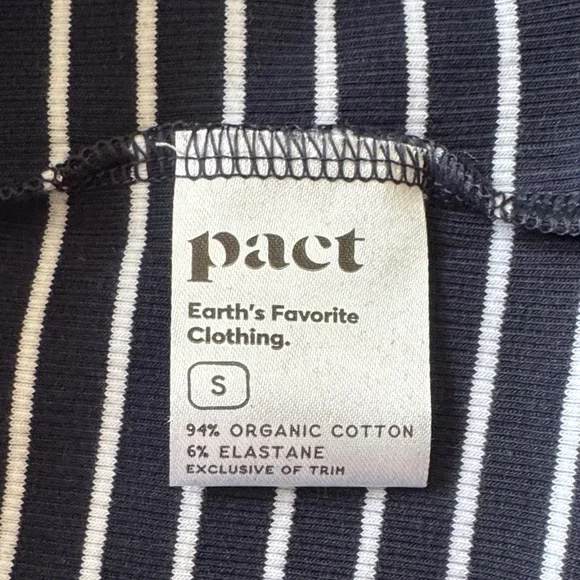 pact
Earth's Favorite
Clothing.
S
94% ORGANIC COTTON
6% ELASTANE
EXCLUSIVE OF TRIM